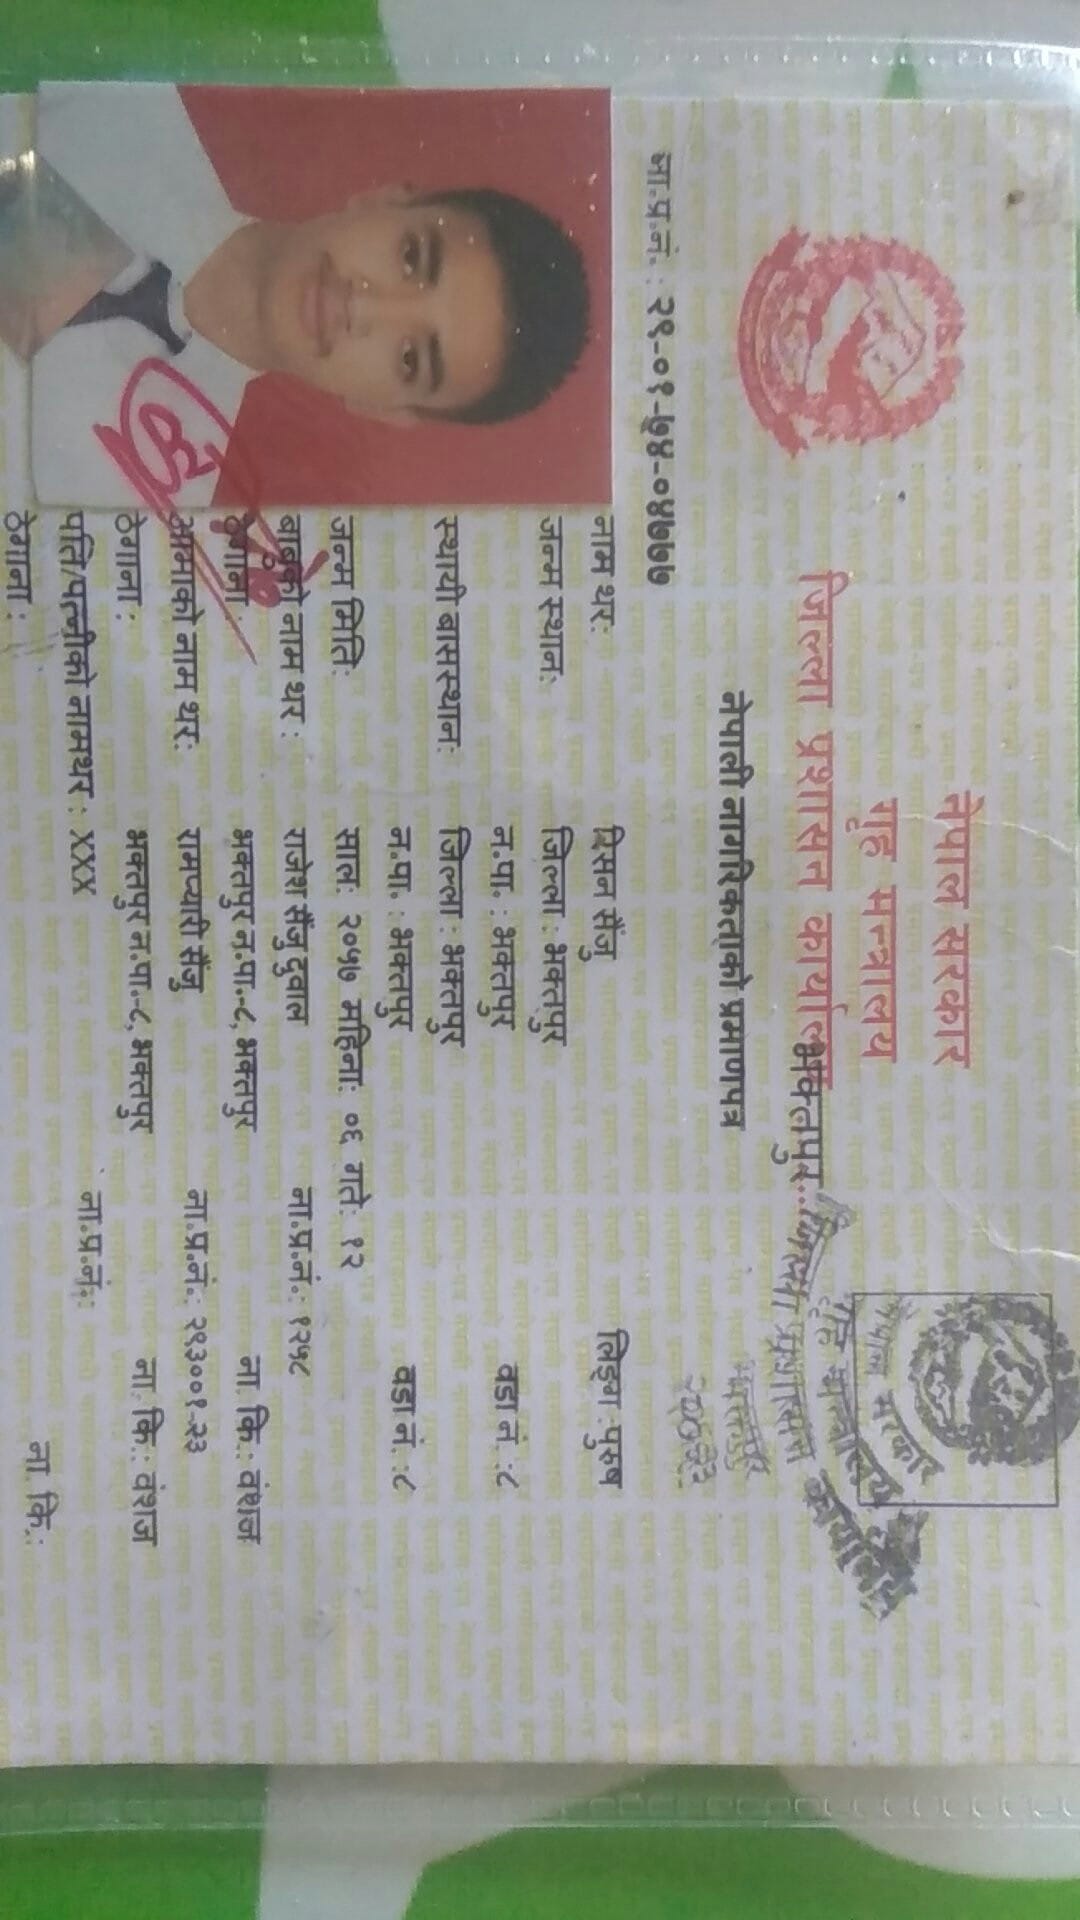 नेपाल सरकार
गृह मन्त्रालय
जिल्ला प्रशासन कार्यालय
भक्तपुर
नेपाली नागरिकताको प्रमाणपत्र
ना.प्र.नं. : २९-०१-७४-०४७७७
नाम थर: प्रिसन सैंजु लिङ्ग : पुरुष
जन्म स्थान: जिल्ला : भक्तपुर
न.पा. : भक्तपुर वडा नं. :८
स्थायी बासस्थान: जिल्ला : भक्तपुर
न.पा. : भक्तपुर वडा नं. :८
जन्म मिति: साल: २०५७ महिना: ०६ गते: १२
बाबुको नाम थर : राजेश सैंजु दुवाल ना.प्र.नं.: १२५८
ठेगाना : भक्तपुर न.पा.-८, भक्तपुर ना. कि.: वंशज
आमाको नाम थर: रामप्यारी सैंजु ना.प्र.नं.: २९३००१-२३
ठेगाना: भक्तपुर न.पा.-८, भक्तपुर ना. कि.: वंशज
पति/पत्नीको नामथर : XXX ना.प्र.नं.:
ठेगाना : ना. कि.:
नेपाल सरकार
गृह मन्त्रालय
जिल्ला प्रशासन कार्यालय
भक्तपुर